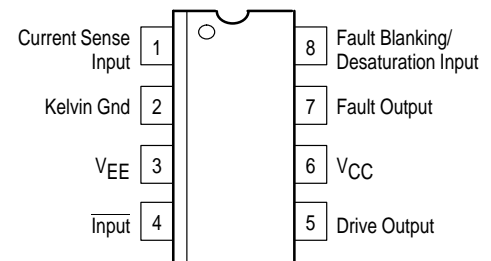 Current Sense
Input
1
8
Fault Blanking/
Desaturation Input
Kelvin Gnd
2
7
Fault Output
VEE
3
6
VCC
Input
4
5
Drive Output